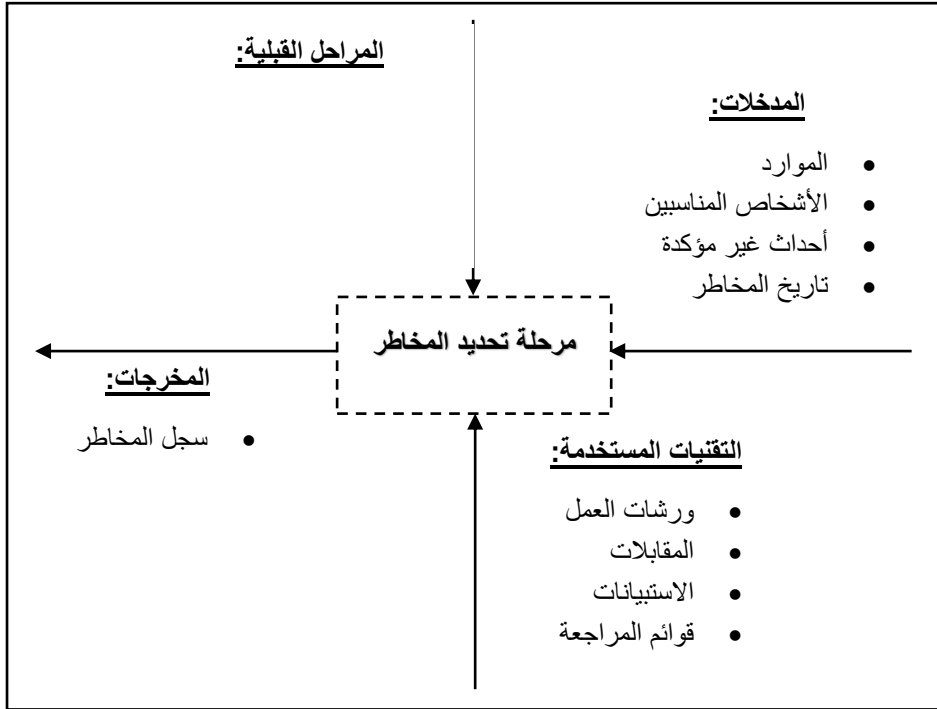 المراحل القبلية:
المدخلات:
• الموارد
• الأشخاص المناسبين
• أحداث غير مؤكدة
• تاريخ المخاطر
مرحلة تحديد المخاطر
المخرجات:
• سجل المخاطر
التقنيات المستخدمة:
• ورشات العمل
• المقابلات
• الاستبيانات
• قوائم المراجعة